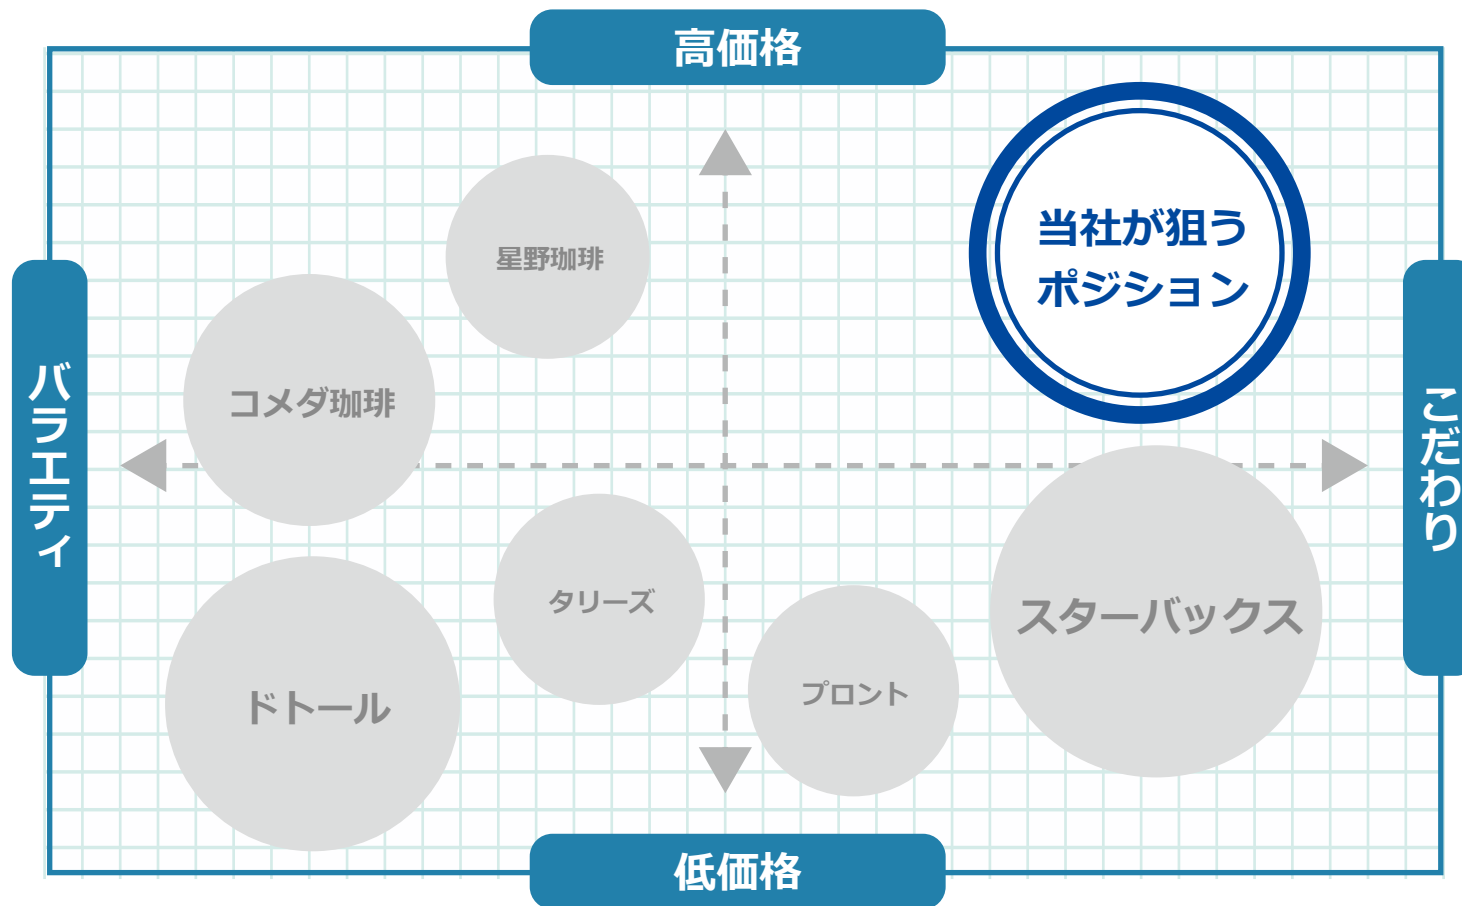 高価格
当社が狙う
ポジション
星野珈琲
コメダ珈琲
バラエティ
こだわり
タリーズ
スターバックス
プロント
ドトール
低価格